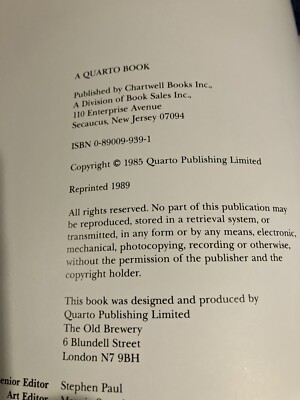 A QUARTO BOOK
Published by Chartwell Books Inc.,
A Division of Book Sales Inc.,
110 Enterprise Avenue
Secaucus, New Jersey 07094
ISBN 0-89009-939-1
Copyright © 1985 Quarto Publishing Limited
Reprinted 1989
All rights reserved. No part of this publication may
be reproduced, stored in a retrieval system, or
transmitted, in any form or by any means, electronic,
mechanical, photocopying, recording or otherwise,
without the permission of the publisher and the
copyright holder.
This book was designed and produced by
Quarto Publishing Limited
The Old Brewery
6 Blundell Street
London N7 9BH
enior Editor Stephen Paul
Art Editor